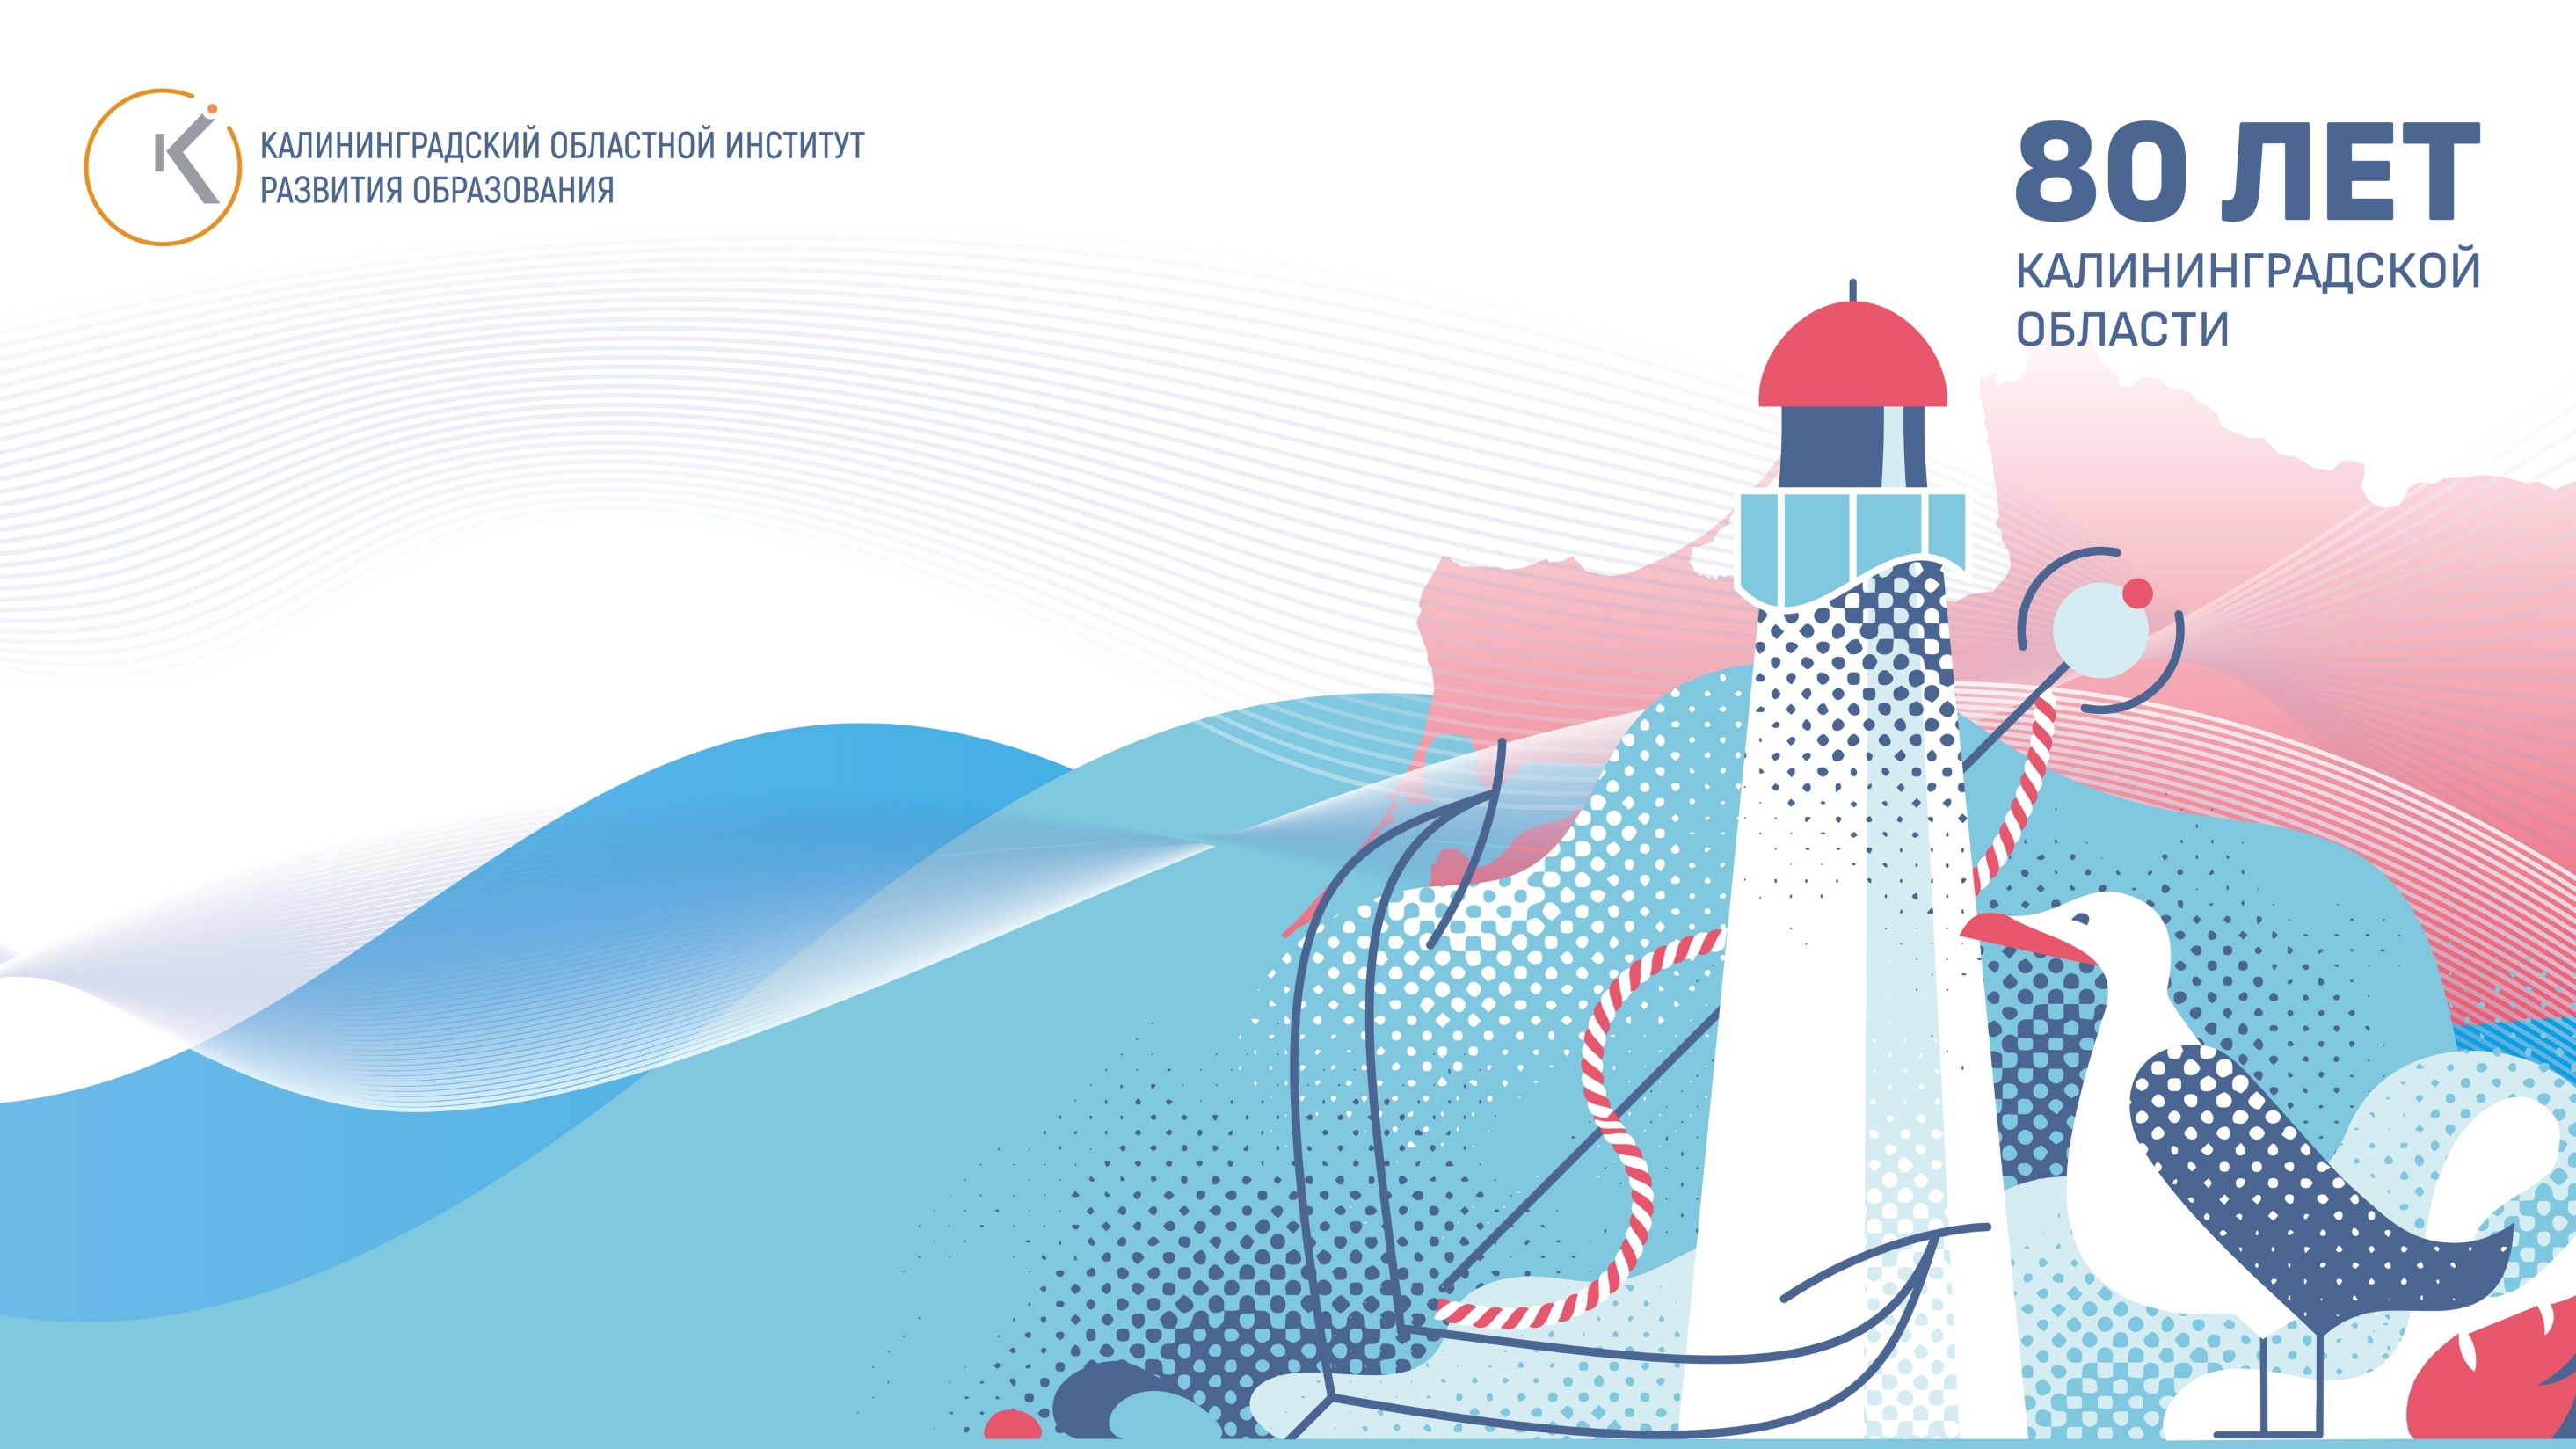 КАЛИНИНГРАДСКИЙ ОБЛАСТНОЙ ИНСТИТУТ
РАЗВИТИЯ ОБРАЗОВАНИЯ
80 ЛЕТ
КАЛИНИНГРАДСКОЙ
ОБЛАСТИ